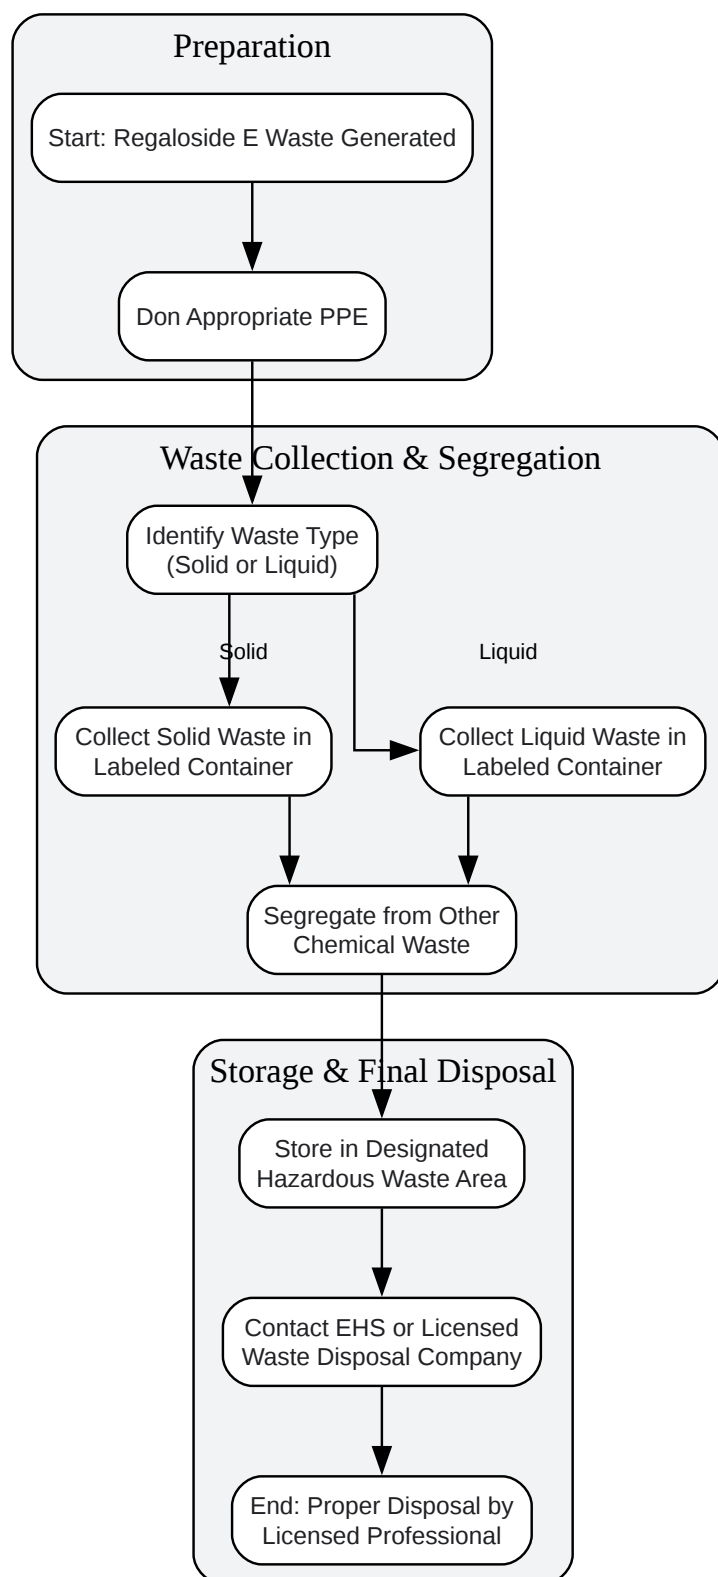 Preparation
Start: Regaloside E Waste Generated
Don Appropriate PPE
Waste Collection & Segregation
Identify Waste Type
(Solid or Liquid)
Solid
Liquid
Collect Solid Waste in
Labeled Container
Collect Liquid Waste in
Labeled Container
Segregate from Other
Chemical Waste
Storage & Final Disposal
Store in Designated
Hazardous Waste Area
Contact EHS or Licensed
Waste Disposal Company
End: Proper Disposal by
Licensed Professional